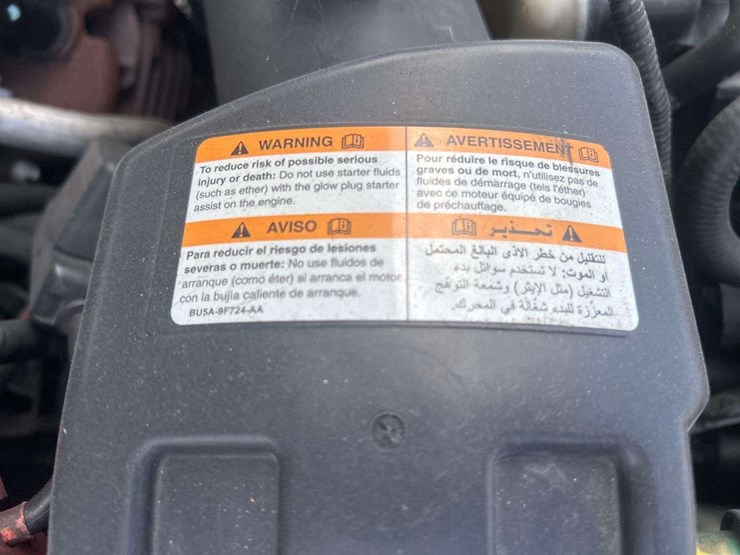 WARNING
To reduce risk of possible serious
injury or death: Do not use starter fluids
(such as ether) with the glow plug starter
assist on the engine.
AVERTISSEMENT
Pour réduire le risque de blessures
graves ou de mort, n'utilisez pas de
fluides de démarrage (tels l'éther)
avec ce moteur équipé de bougies
de préchauffage.
AVISO
Para reducir el riesgo de lesiones
severas o muerte: No use fluidos de
arranque (como éter) si arranca el motor
con la bujía caliente de arranque.
BU5A-9F724-AA
تحـــذيـر
للتقليل من خطر الأذى البالغ المحتمل
او الموت: لا تستخدم سوائل بدء
التشغيل (مثل الإيثر) وشمعة التوهج
المعزّزة للبدء شغالة في المحرك.